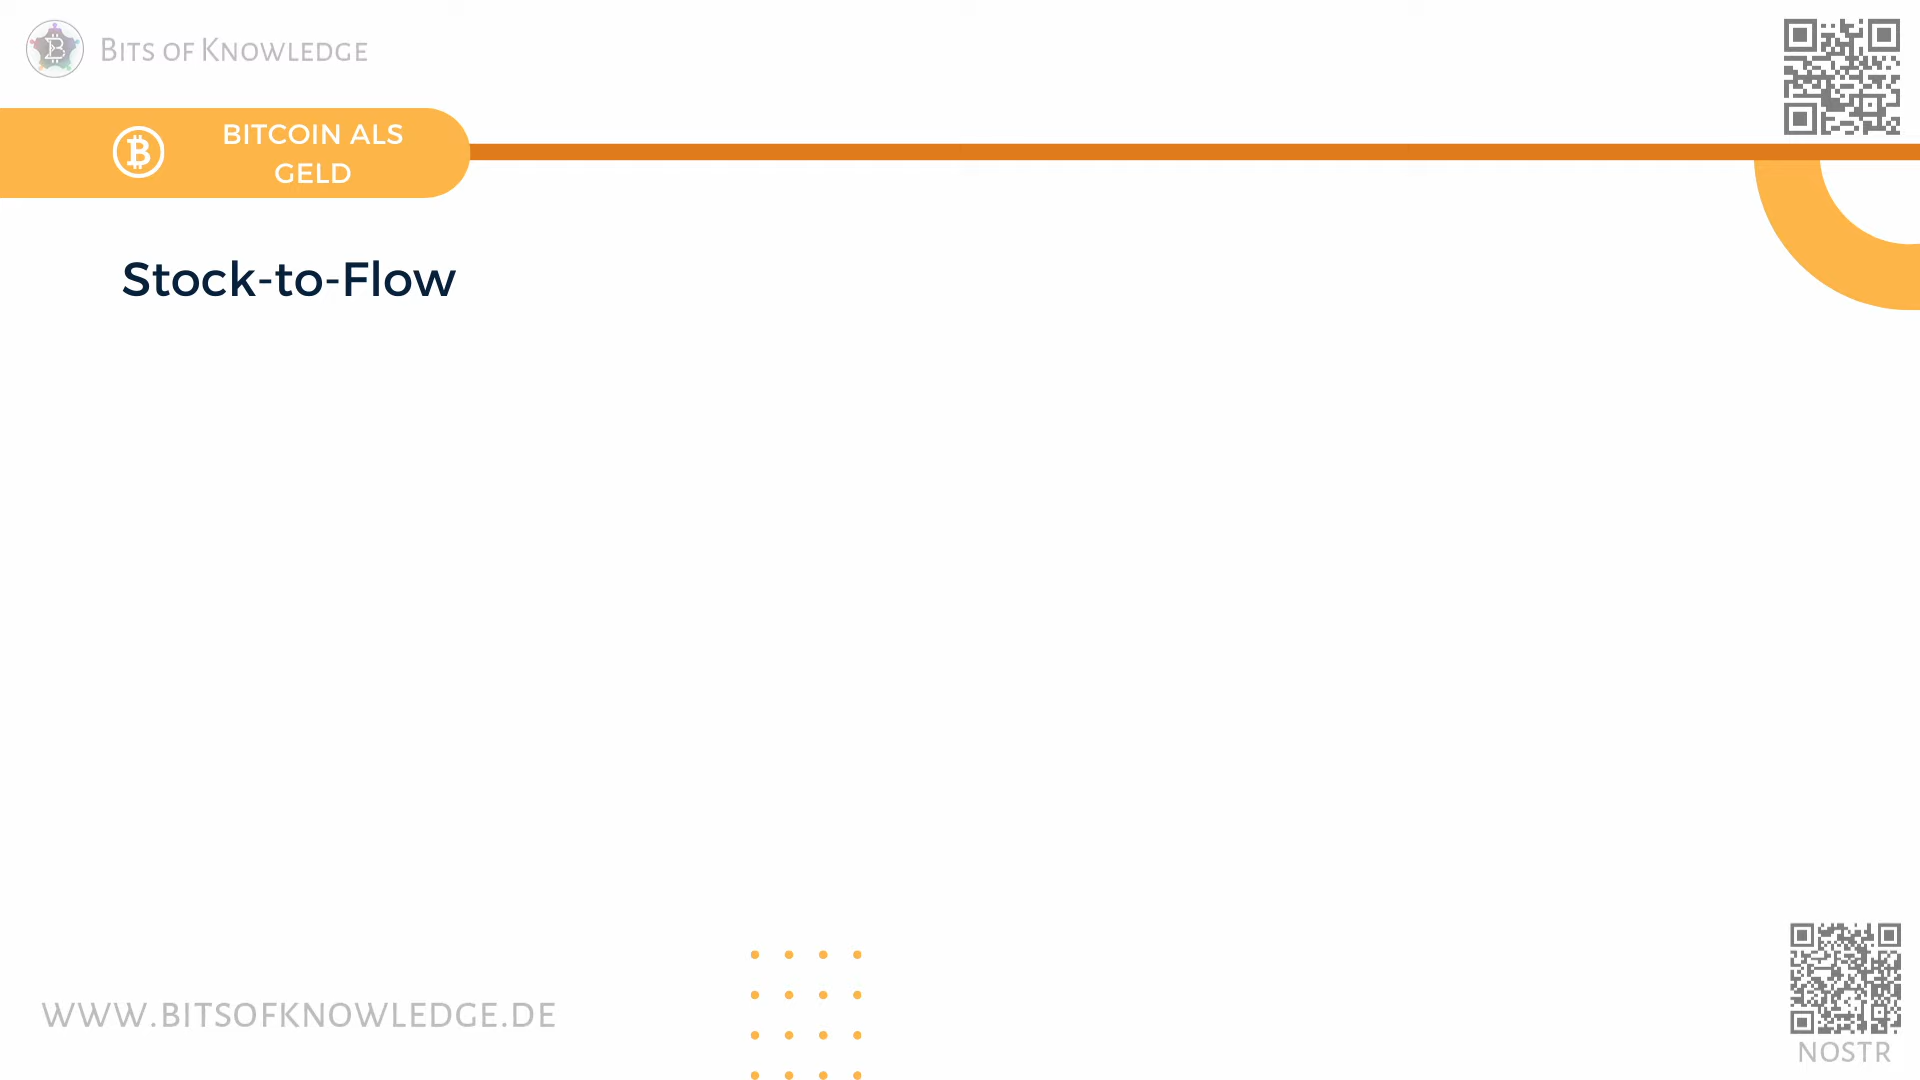 Bits of Knowledge
BITCOIN ALS
GELD
Stock-to-Flow
WWW.BITSOFKNOWLEDGE.DE
NOSTR